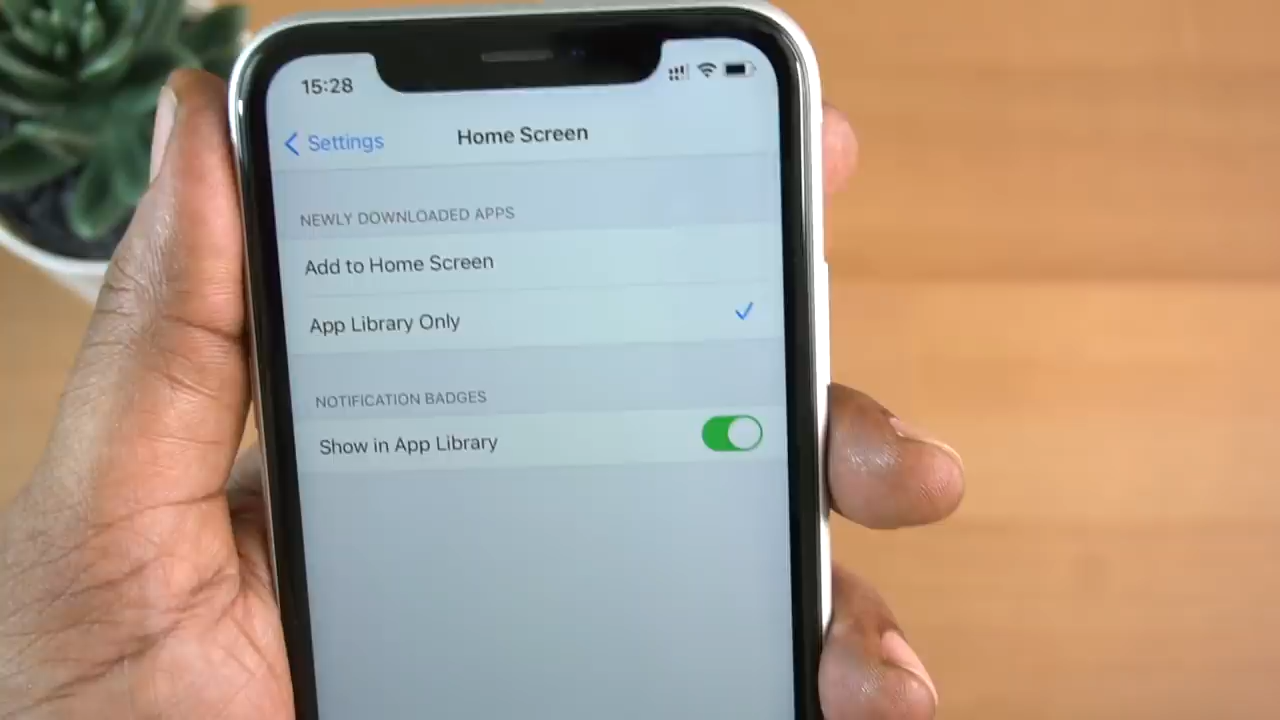 15:28
Settings
Home Screen
NEWLY DOWNLOADED APPS
Add to Home Screen
App Library Only
NOTIFICATION BADGES
Show in App Library